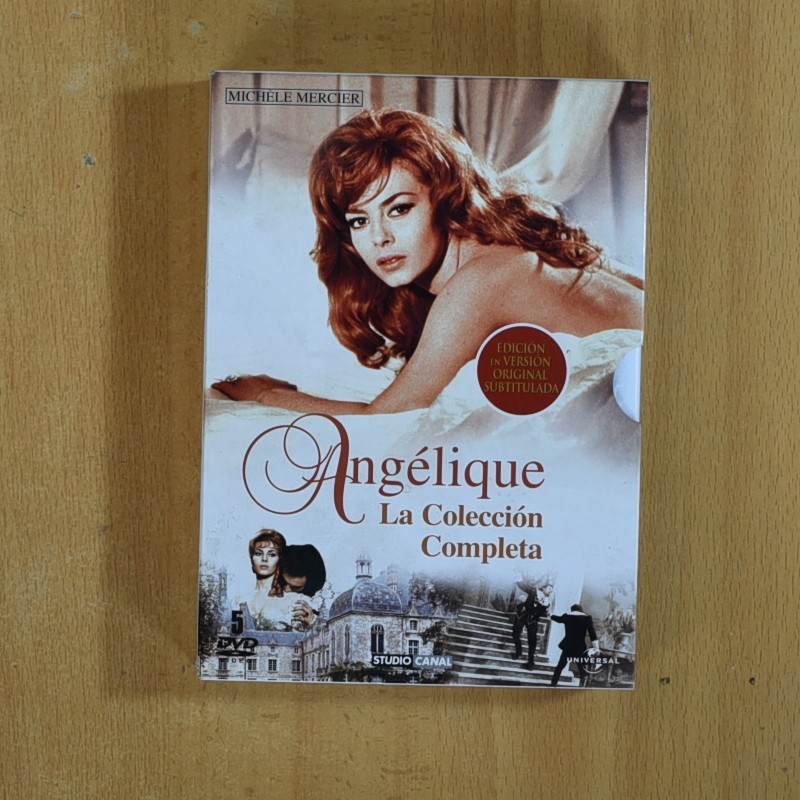 MICHÈLE MERCIER
EDICIÓN
EN VERSIÓN
ORIGINAL
SUBTITULADA
Angélique
La Colección
Completa
5
DVD
STUDIO CANAL
UNIVERSAL